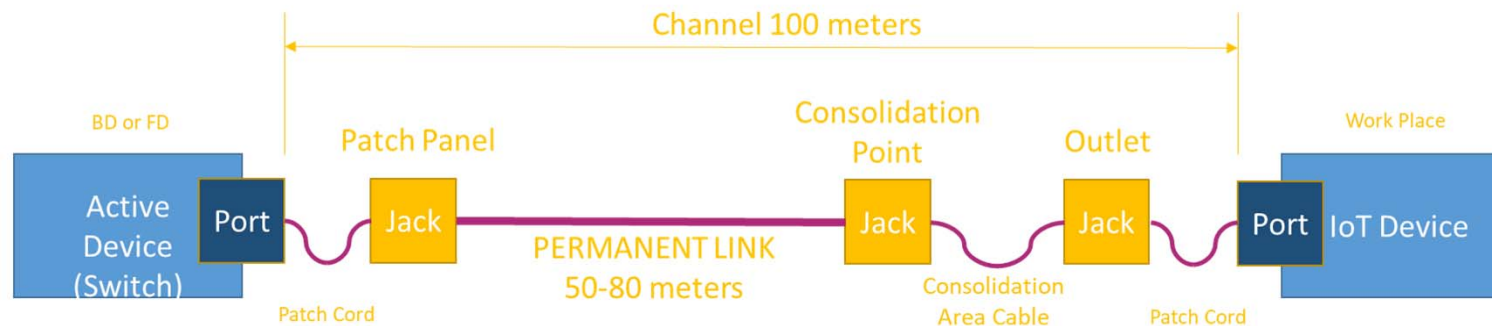 Channel 100 meters
BD or FD
Patch Panel
Consolidation
Point
Outlet
Work Place
Active
Device
(Switch)
Port
Jack
PERMANENT LINK
50-80 meters
Jack
Jack
Port
IoT Device
Patch Cord
Consolidation
Area Cable
Patch Cord